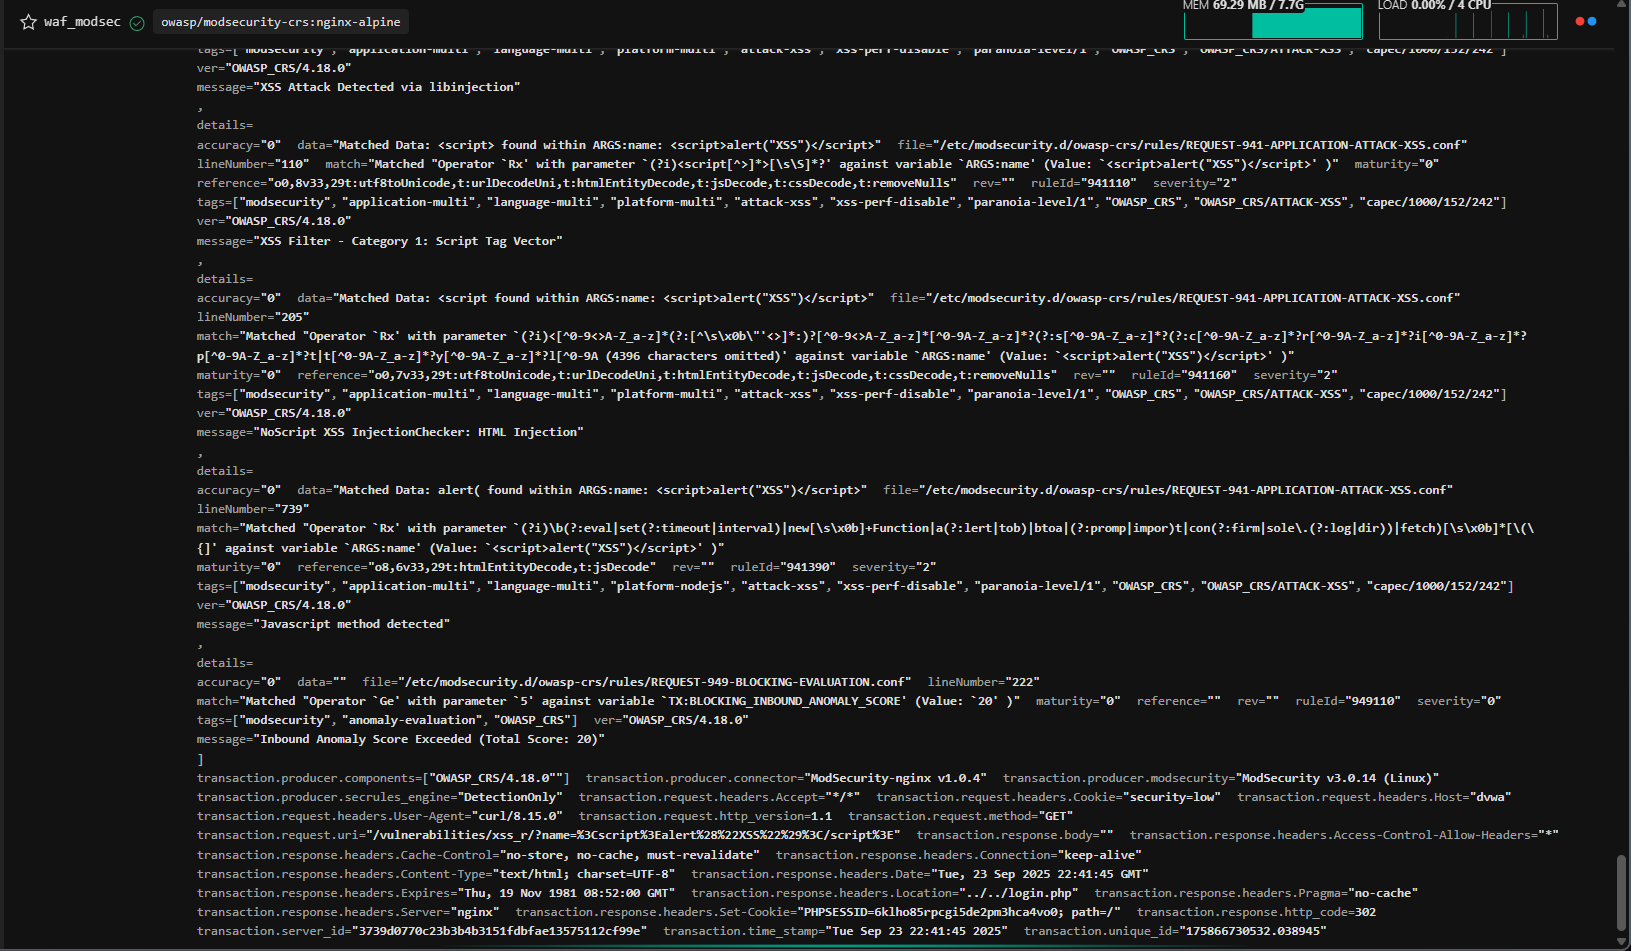 waf_modsec owasp/modsecurity-crs:nginx-alpine MEM 69.29 MB / 7.7G LOAD 0.00% / 4 CPU
tags=["modsecurity", "application-multi", "language-multi", "platform-multi", "attack-xss", "xss-perf-disable", "paranoia-level/1", "OWASP_CRS", "OWASP_CRS/ATTACK-XSS", "capec/1000/152/242"]
ver="OWASP_CRS/4.18.0"
message="XSS Attack Detected via libinjection"
,
details=
accuracy="0" data="Matched Data: <script> found within ARGS:name: <script>alert("XSS")</script>" file="/etc/modsecurity.d/owasp-crs/rules/REQUEST-941-APPLICATION-ATTACK-XSS.conf"
lineNumber="110" match="Matched "Operator `Rx' with parameter `(?i)<script[^>]*>[\s\S]*?' against variable `ARGS:name' (Value: `<script>alert("XSS")</script>' )" maturity="0"
reference="o0,8v33,29t:utf8toUnicode,t:urlDecodeUni,t:htmlEntityDecode,t:jsDecode,t:cssDecode,t:removeNulls" rev="" ruleId="941110" severity="2"
tags=["modsecurity", "application-multi", "language-multi", "platform-multi", "attack-xss", "xss-perf-disable", "paranoia-level/1", "OWASP_CRS", "OWASP_CRS/ATTACK-XSS", "capec/1000/152/242"]
ver="OWASP_CRS/4.18.0"
message="XSS Filter - Category 1: Script Tag Vector"
,
details=
accuracy="0" data="Matched Data: <script found within ARGS:name: <script>alert("XSS")</script>" file="/etc/modsecurity.d/owasp-crs/rules/REQUEST-941-APPLICATION-ATTACK-XSS.conf"
lineNumber="205"
match="Matched "Operator `Rx' with parameter `(?i)<[^0-9<>A-Z_a-z]*(?:[^\s\x0b\"'<>]*:)?[^0-9<>A-Z_a-z]*[^0-9A-Z_a-z]*?(?:s[^0-9A-Z_a-z]*?(?:c[^0-9A-Z_a-z]*?r[^0-9A-Z_a-z]*?i[^0-9A-Z_a-z]*?
p[^0-9A-Z_a-z]*?t|t[^0-9A-Z_a-z]*?y[^0-9A-Z_a-z]*?l[^0-9A (4396 characters omitted)' against variable `ARGS:name' (Value: `<script>alert("XSS")</script>' )"
maturity="0" reference="o0,7v33,29t:utf8toUnicode,t:urlDecodeUni,t:htmlEntityDecode,t:jsDecode,t:cssDecode,t:removeNulls" rev="" ruleId="941160" severity="2"
tags=["modsecurity", "application-multi", "language-multi", "platform-multi", "attack-xss", "xss-perf-disable", "paranoia-level/1", "OWASP_CRS", "OWASP_CRS/ATTACK-XSS", "capec/1000/152/242"]
ver="OWASP_CRS/4.18.0"
message="NoScript XSS InjectionChecker: HTML Injection"
,
details=
accuracy="0" data="Matched Data: alert( found within ARGS:name: <script>alert("XSS")</script>" file="/etc/modsecurity.d/owasp-crs/rules/REQUEST-941-APPLICATION-ATTACK-XSS.conf"
lineNumber="739"
match="Matched "Operator `Rx' with parameter `(?i)\b(?:eval|set(?:timeout|interval)|new[\s\x0b]+Function|a(?:lert|tob)|btoa|(?:promp|impor)t|con(?:firm|sole\.(?:log|dir))|fetch)[\s\x0b]*[\(\
{]' against variable `ARGS:name' (Value: `<script>alert("XSS")</script>' )"
maturity="0" reference="o8,6v33,29t:htmlEntityDecode,t:jsDecode" rev="" ruleId="941390" severity="2"
tags=["modsecurity", "application-multi", "language-multi", "platform-nodejs", "attack-xss", "xss-perf-disable", "paranoia-level/1", "OWASP_CRS", "OWASP_CRS/ATTACK-XSS", "capec/1000/152/242"]
ver="OWASP_CRS/4.18.0"
message="Javascript method detected"
,
details=
accuracy="0" data="" file="/etc/modsecurity.d/owasp-crs/rules/REQUEST-949-BLOCKING-EVALUATION.conf" lineNumber="222"
match="Matched "Operator `Ge' with parameter `5' against variable `TX:BLOCKING_INBOUND_ANOMALY_SCORE' (Value: `20' )" maturity="0" reference="" rev="" ruleId="949110" severity="0"
tags=["modsecurity", "anomaly-evaluation", "OWASP_CRS"] ver="OWASP_CRS/4.18.0"
message="Inbound Anomaly Score Exceeded (Total Score: 20)"
]
transaction.producer.components=["OWASP_CRS/4.18.0""] transaction.producer.connector="ModSecurity-nginx v1.0.4" transaction.producer.modsecurity="ModSecurity v3.0.14 (Linux)"
transaction.producer.secrules_engine="DetectionOnly" transaction.request.headers.Accept="*/*" transaction.request.headers.Cookie="security=low" transaction.request.headers.Host="dvwa"
transaction.request.headers.User-Agent="curl/8.15.0" transaction.request.http_version=1.1 transaction.request.method="GET"
transaction.request.uri="/vulnerabilities/xss_r/?name=%3Cscript%3Ealert%28%22XSS%22%29%3C/script%3E" transaction.response.body="" transaction.response.headers.Access-Control-Allow-Headers="*"
transaction.response.headers.Cache-Control="no-store, no-cache, must-revalidate" transaction.response.headers.Connection="keep-alive"
transaction.response.headers.Content-Type="text/html; charset=UTF-8" transaction.response.headers.Date="Tue, 23 Sep 2025 22:41:45 GMT"
transaction.response.headers.Expires="Thu, 19 Nov 1981 08:52:00 GMT" transaction.response.headers.Location="../../login.php" transaction.response.headers.Pragma="no-cache"
transaction.response.headers.Server="nginx" transaction.response.headers.Set-Cookie="PHPSESSID=6klho85rpcgi5de2pm3hca4vo0; path=/" transaction.response.http_code=302
transaction.server_id="3739d0770c23b3b4b3151fdbfae13575112cf99e" transaction.time_stamp="Tue Sep 23 22:41:45 2025" transaction.unique_id="175866730532.038945"